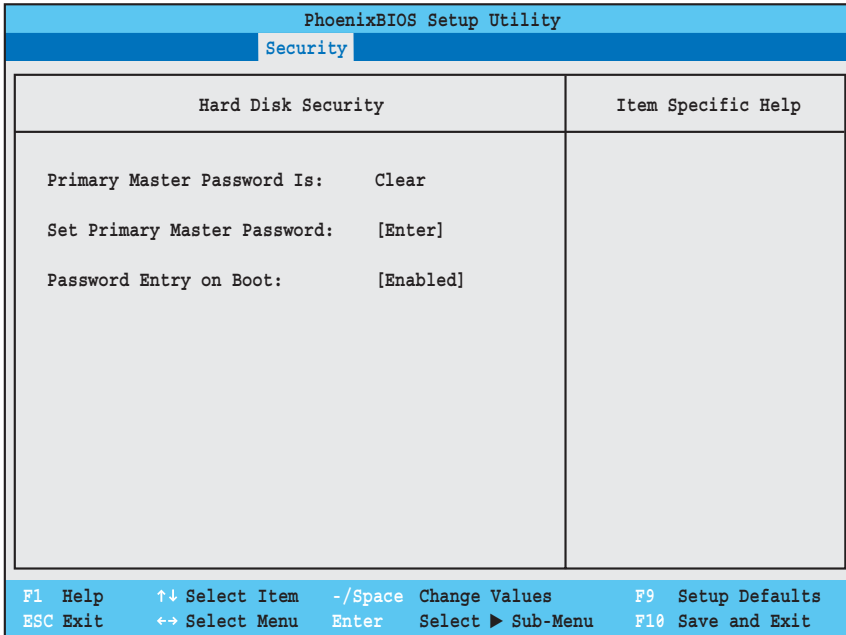 PhoenixBIOS Setup Utility
Security
Hard Disk Security
Item Specific Help
Primary Master Password Is: Clear
Set Primary Master Password: [Enter]
Password Entry on Boot: [Enabled]
F1 Help ↑↓ Select Item -/Space Change Values F9 Setup Defaults
ESC Exit ←→ Select Menu Enter Select ▶ Sub-Menu F10 Save and Exit